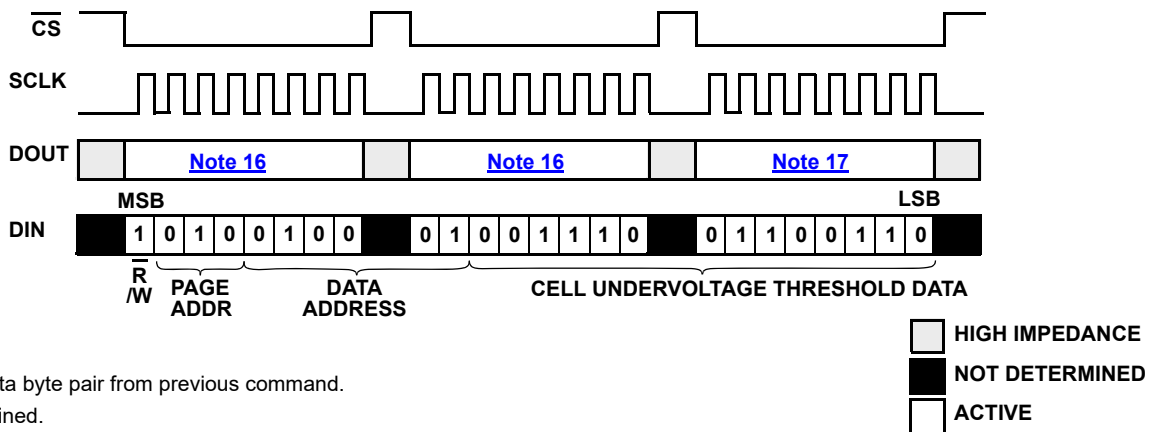 CS
SCLK
DOUT Note 16 Note 16 Note 17
MSB LSB
DIN 1 0 1 0 0 1 0 0 0 1 0 0 1 1 1 0 0 1 1 0 0 1 1 0
R
/W
PAGE
ADDR
DATA
ADDRESS
CELL UNDERVOLTAGE THRESHOLD DATA
HIGH IMPEDANCE
NOT DETERMINED
ACTIVE
ta byte pair from previous command.
ined.